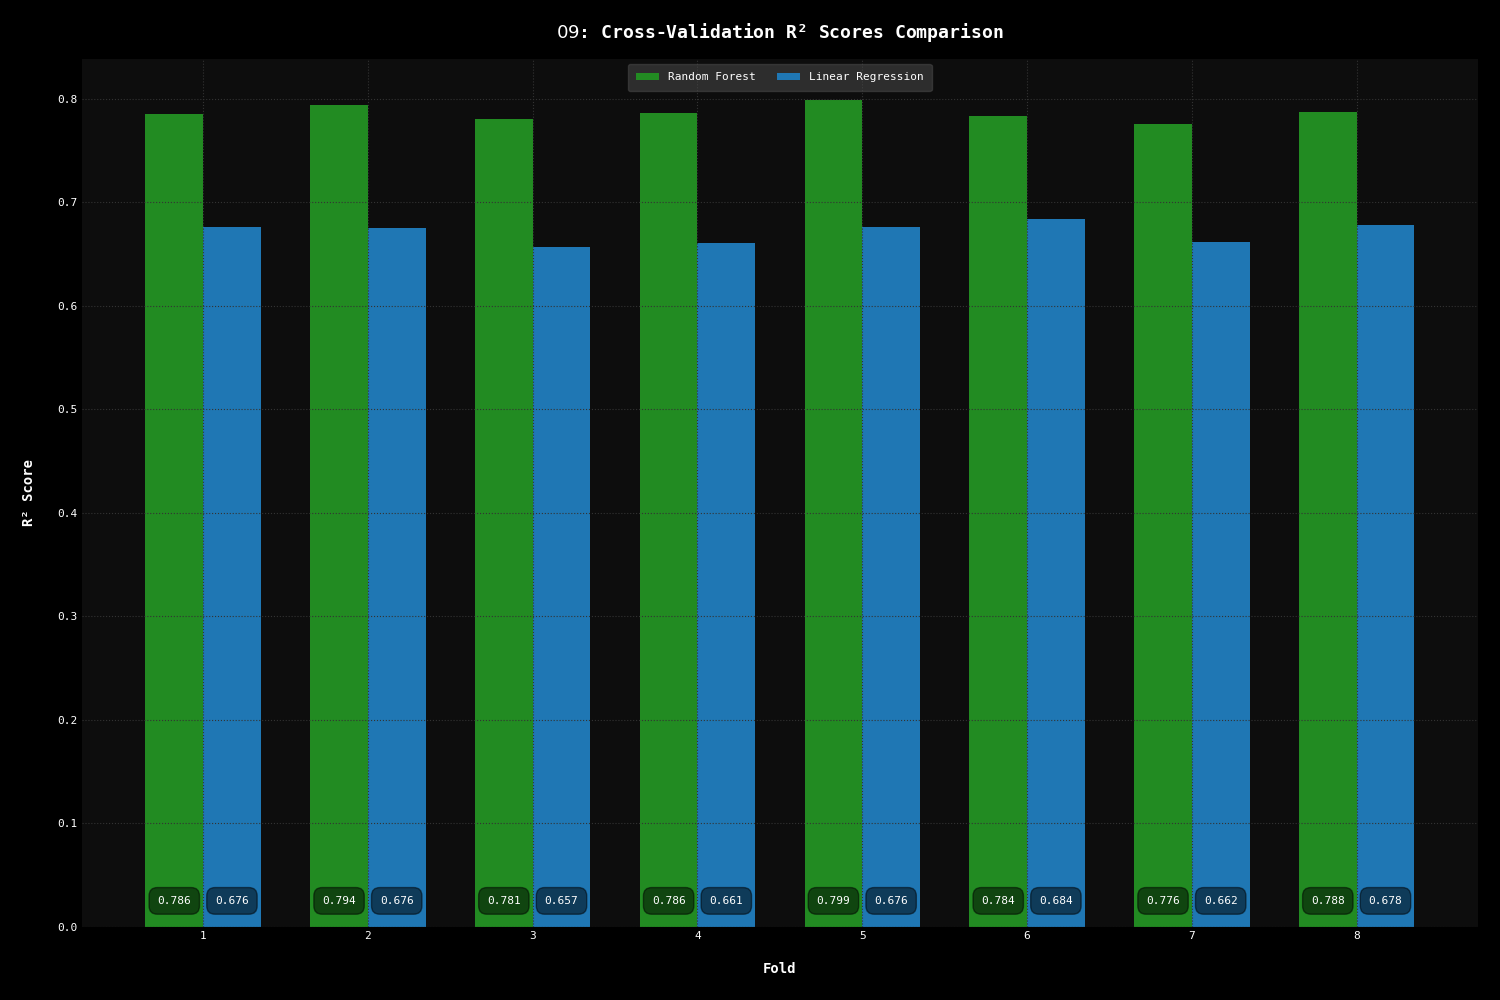 09: Cross-Validation R² Scores Comparison
Random Forest Linear Regression
R² Score
0.8
0.7
0.6
0.5
0.4
0.3
0.2
0.1
0.0
0.786 0.676 0.794 0.676 0.781 0.657 0.786 0.661 0.799 0.676 0.784 0.684 0.776 0.662 0.788 0.678
1 2 3 4 5 6 7 8
Fold